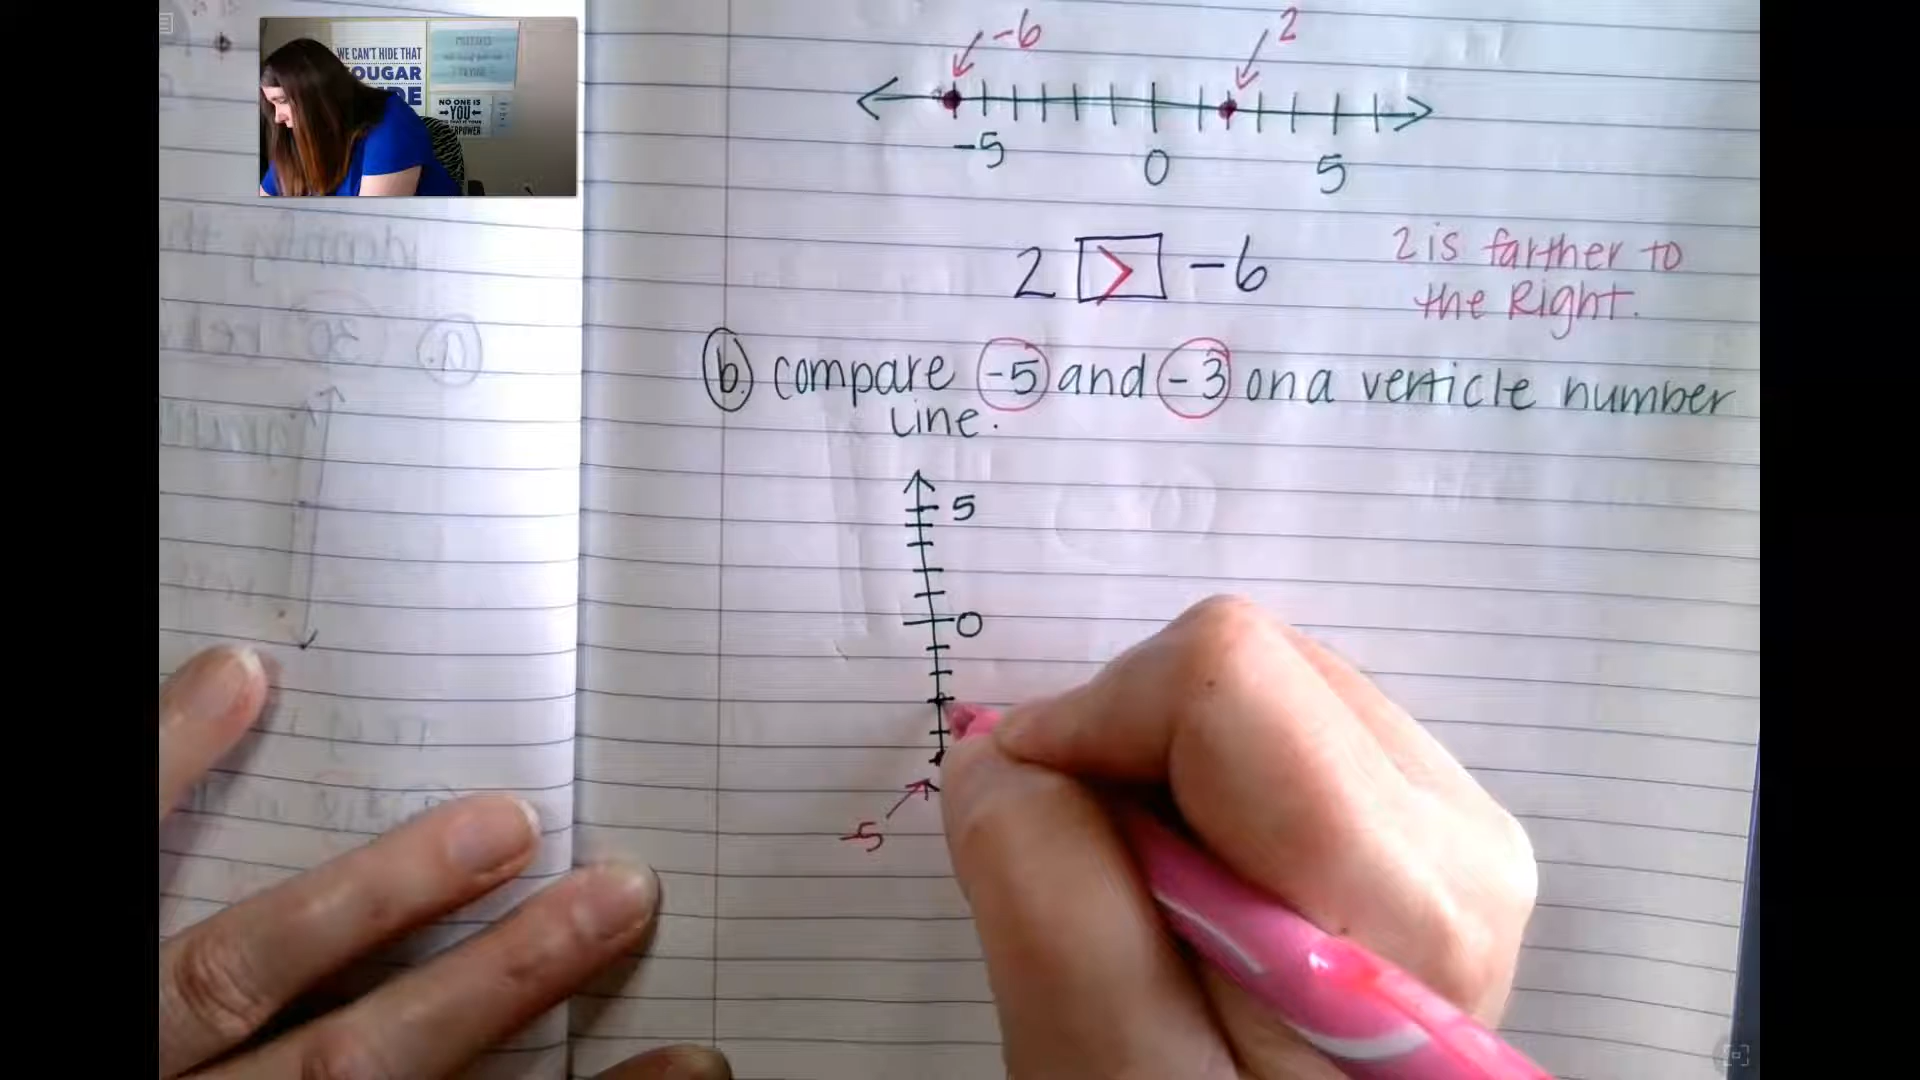 WE CAN'T HIDE THAT
COUGAR
NO ONE IS
YOU
-6
2
-5
0
5
2 > -6
2 is farther to
the Right.
b. compare -5 and -3 on a verticle number
Line.
5
0
-5